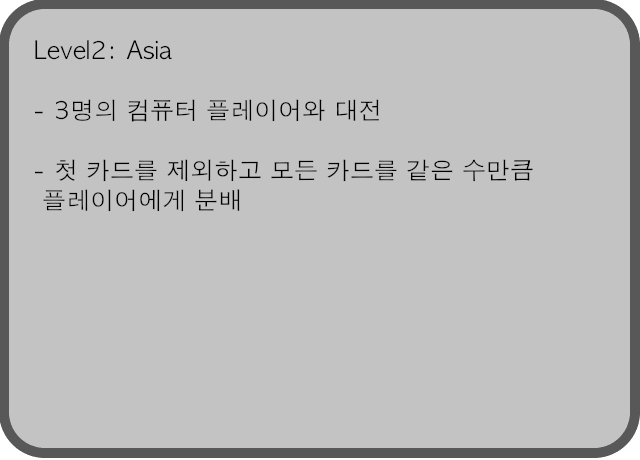 Level2: Asia
- 3명의 컴퓨터 플레이어와 대전
- 첫 카드를 제외하고 모든 카드를 같은 수만큼
플레이어에게 분배